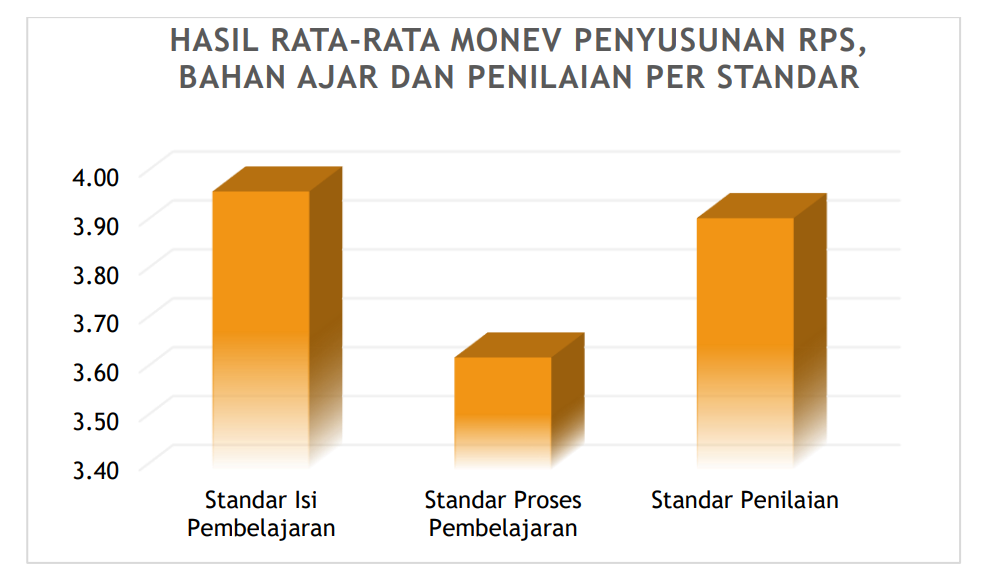 HASIL RATA-RATA MONEV PENYUSUNAN RPS,
BAHAN AJAR DAN PENILAIAN PER STANDAR
4.00
3.90
3.80
3.70
3.60
3.50
3.40
Standar Isi
Pembelajaran
Standar Proses
Pembelajaran
Standar Penilaian